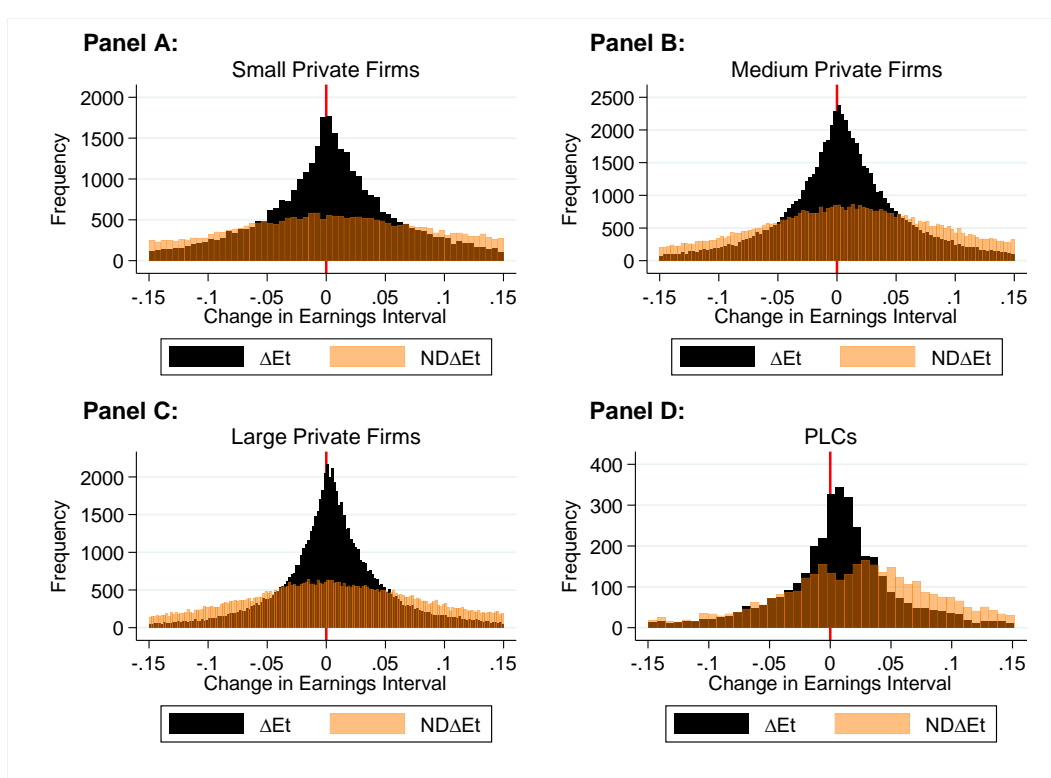 Panel A:
Small Private Firms
Frequency
2000
1500
1000
500
0
-.15 -.1 -.05 0 .05 .1 .15
Change in Earnings Interval
ΔEt NDΔEt
Panel B:
Medium Private Firms
Frequency
2500
2000
1500
1000
500
0
-.15 -.1 -.05 0 .05 .1 .15
Change in Earnings Interval
ΔEt NDΔEt
Panel C:
Large Private Firms
Frequency
2000
1500
1000
500
0
-.15 -.1 -.05 0 .05 .1 .15
Change in Earnings Interval
ΔEt NDΔEt
Panel D:
PLCs
Frequency
400
300
200
100
0
-.15 -.1 -.05 0 .05 .1 .15
Change in Earnings Interval
ΔEt NDΔEt